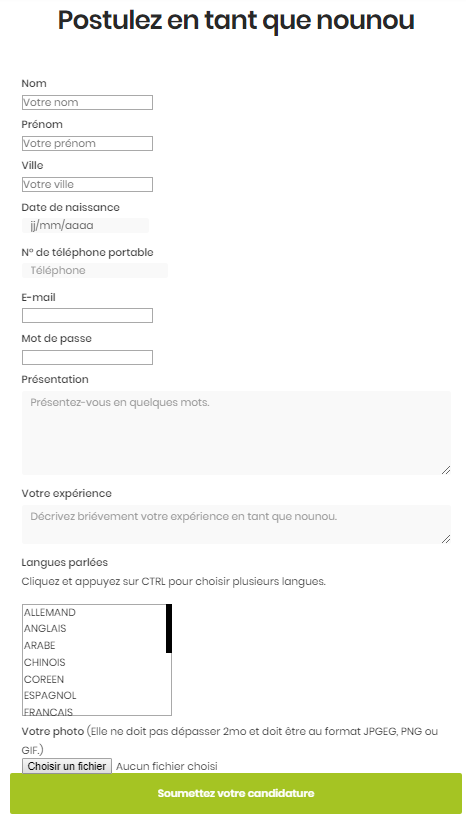 Postulez en tant que nounou
Nom
Votre nom
Prénom
Votre prénom
Ville
Votre ville
Date de naissance
jj/mm/aaaa
N° de téléphone portable
Téléphone
E-mail
Mot de passe
Présentation
Présentez-vous en quelques mots.
Votre expérience
Décrivez briévement votre expérience en tant que nounou.
Langues parlées
Cliquez et appuyez sur CTRL pour choisir plusieurs langues.
ALLEMAND
ANGLAIS
ARABE
CHINOIS
COREEN
ESPAGNOL
FRANCAIS
Votre photo (Elle ne doit pas dépasser 2mo et doit être au format JPGEG, PNG ou
GIF.)
Choisir un fichier Aucun fichier choisi
Soumettez votre candidature